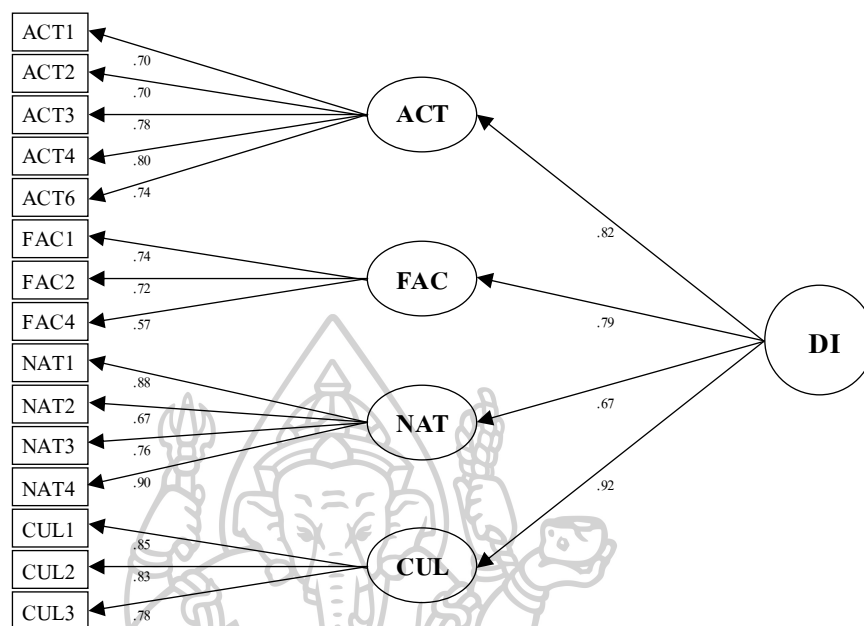 ACT1
.70
ACT2
.70
ACT3
.78
ACT4
.80
ACT6
.74
ACT
.82
FAC1
.74
FAC2
.72
FAC4
.57
FAC
.79
DI
NAT1
.88
NAT2
.67
NAT3
.76
NAT4
.90
NAT
.67
CUL1
.85
CUL2
.83
CUL3
.78
CUL
.92